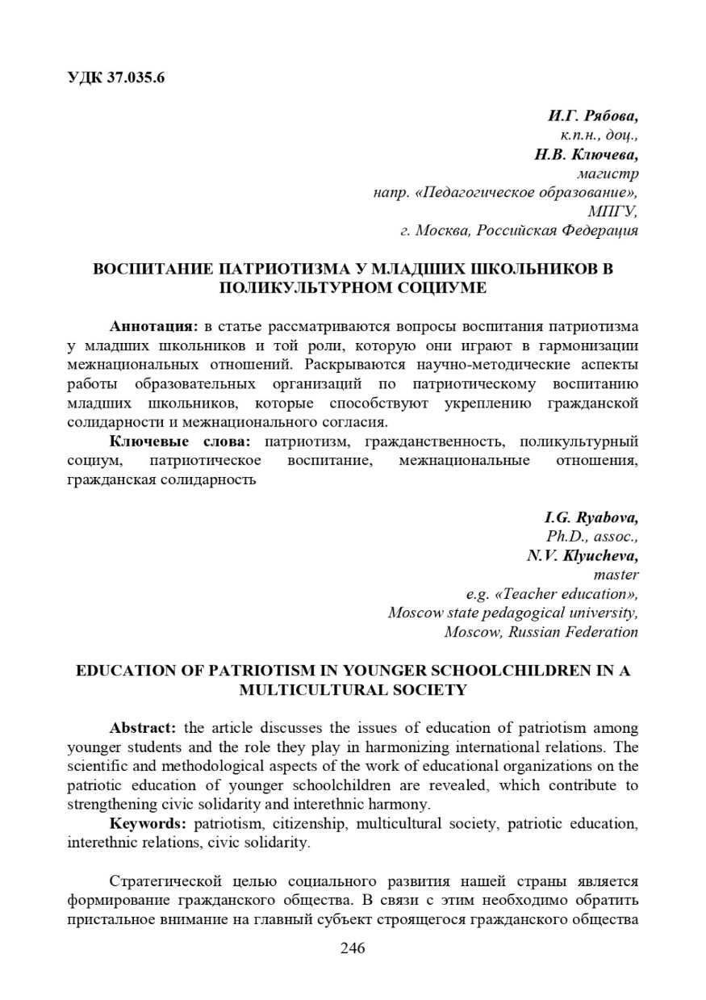 УДК 37.035.6
И.Г. Рябова,
к.п.н., доц.,
Н.В. Ключева,
магистр
напр. «Педагогическое образование»,
МПГУ,
г. Москва, Российская Федерация
ВОСПИТАНИЕ ПАТРИОТИЗМА У МЛАДШИХ ШКОЛЬНИКОВ В
ПОЛИКУЛЬТУРНОМ СОЦИУМЕ
Аннотация: в статье рассматриваются вопросы воспитания патриотизма
у младших школьников и той роли, которую они играют в гармонизации
межнациональных отношений. Раскрываются научно-методические аспекты
работы образовательных организаций по патриотическому воспитанию
младших школьников, которые способствуют укреплению гражданской
солидарности и межнационального согласия.
Ключевые слова: патриотизм, гражданственность, поликультурный
социум, патриотическое воспитание, межнациональные отношения,
гражданская солидарность
I.G. Ryabova,
Ph.D., assoc.,
N.V. Klyucheva,
master
e.g. «Teacher education»,
Moscow state pedagogical university,
Moscow, Russian Federation
EDUCATION OF PATRIOTISM IN YOUNGER SCHOOLCHILDREN IN A
MULTICULTURAL SOCIETY
Abstract: the article discusses the issues of education of patriotism among
younger students and the role they play in harmonizing international relations. The
scientific and methodological aspects of the work of educational organizations on the
patriotic education of younger schoolchildren are revealed, which contribute to
strengthening civic solidarity and interethnic harmony.
Keywords: patriotism, citizenship, multicultural society, patriotic education,
interethnic relations, civic solidarity.
Стратегической целью социального развития нашей страны является
формирование гражданского общества. В связи с этим необходимо обратить
пристальное внимание на главный субъект строящегося гражданского общества
246